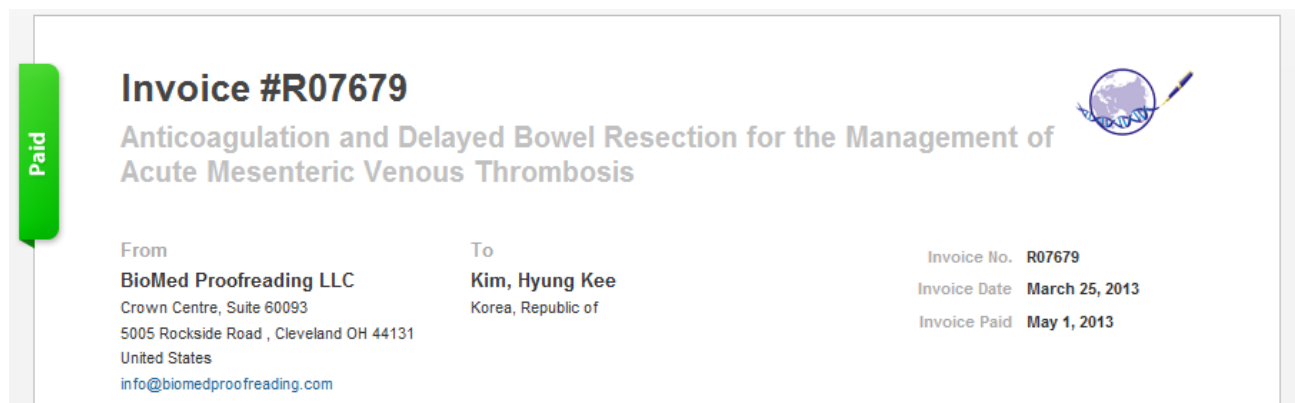 Paid
Invoice #R07679
Anticoagulation and Delayed Bowel Resection for the Management of
Acute Mesenteric Venous Thrombosis
From
BioMed Proofreading LLC
Crown Centre, Suite 60093
5005 Rockside Road , Cleveland OH 44131
United States
info@biomedproofreading.com
To
Kim, Hyung Kee
Korea, Republic of
Invoice No. R07679
Invoice Date March 25, 2013
Invoice Paid May 1, 2013